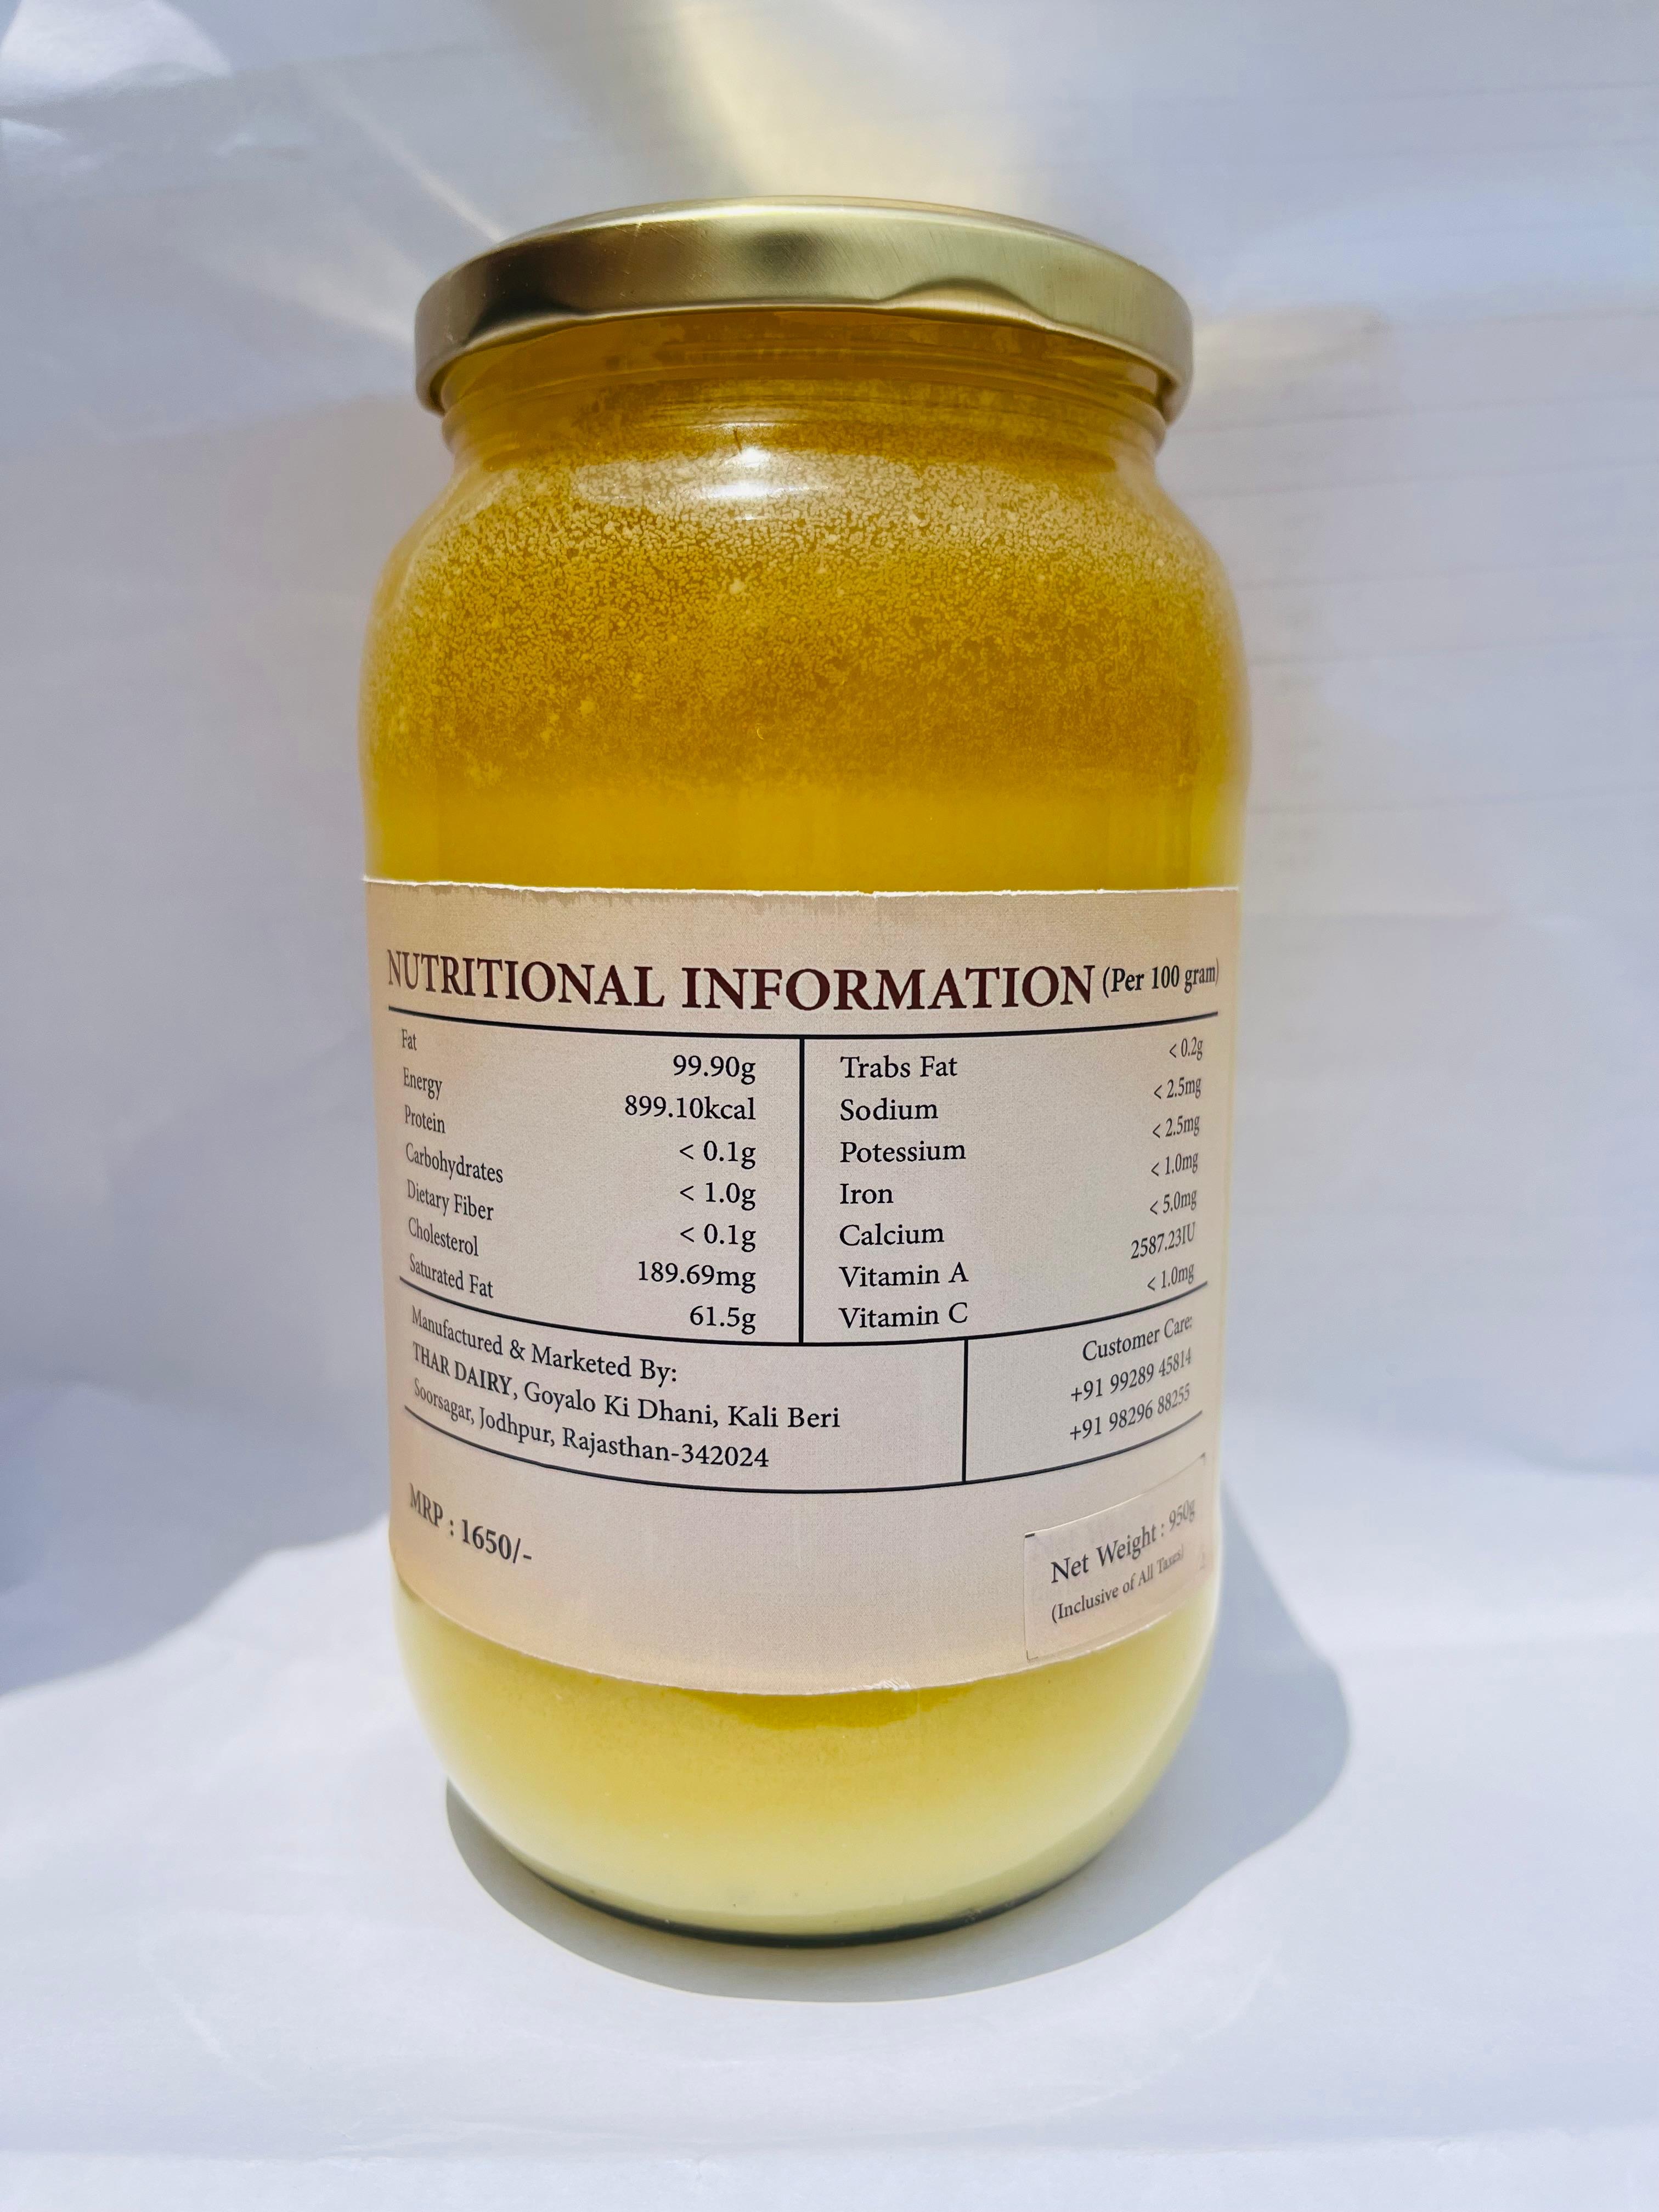 NUTRITIONAL INFORMATION (Per 100 gram)
Fat 99.90g
Energy 899.10kcal
Protein < 0.1g
Carbohydrates < 1.0g
Dietary Fiber < 0.1g
Cholesterol 189.69mg
Saturated Fat 61.5g
Trabs Fat < 0.2g
Sodium < 2.5mg
Potessium < 2.5mg
Iron < 1.0mg
Calcium < 5.0mg
Vitamin A 2587.23IU
Vitamin C < 1.0mg
Manufactured & Marketed By:
THAR DAIRY, Goyalo Ki Dhani, Kali Beri
Soorsagar, Jodhpur, Rajasthan-342024
Customer Care:
+91 99289 45814
+91 98296 88255
MRP : 1650/-
Net Weight : 950g
(Inclusive of All Taxes)